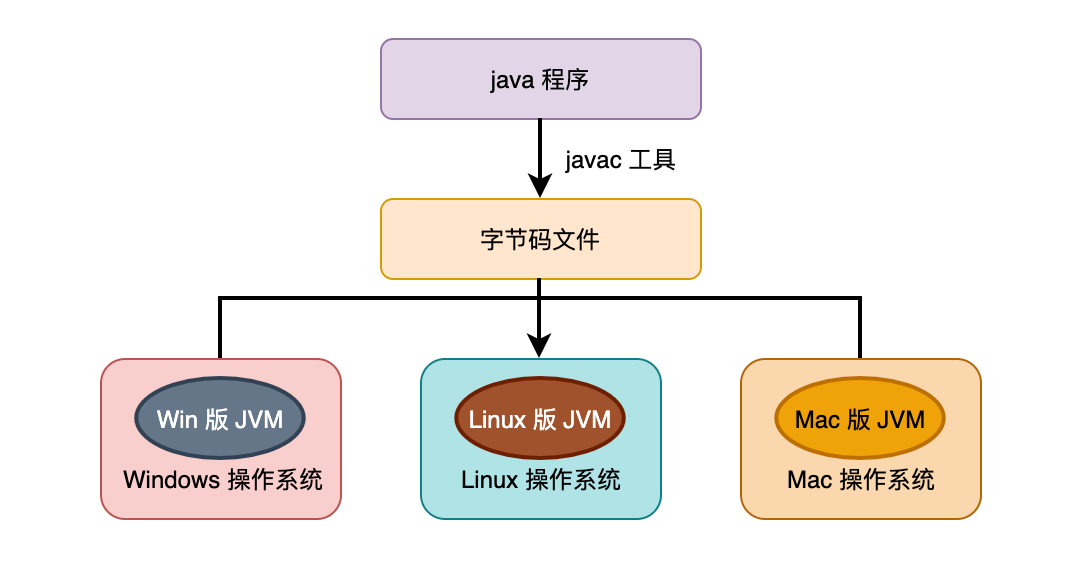 java 程序
javac 工具
字节码文件
Win 版 JVM
Windows 操作系统
Linux 版 JVM
Linux 操作系统
Mac 版 JVM
Mac 操作系统